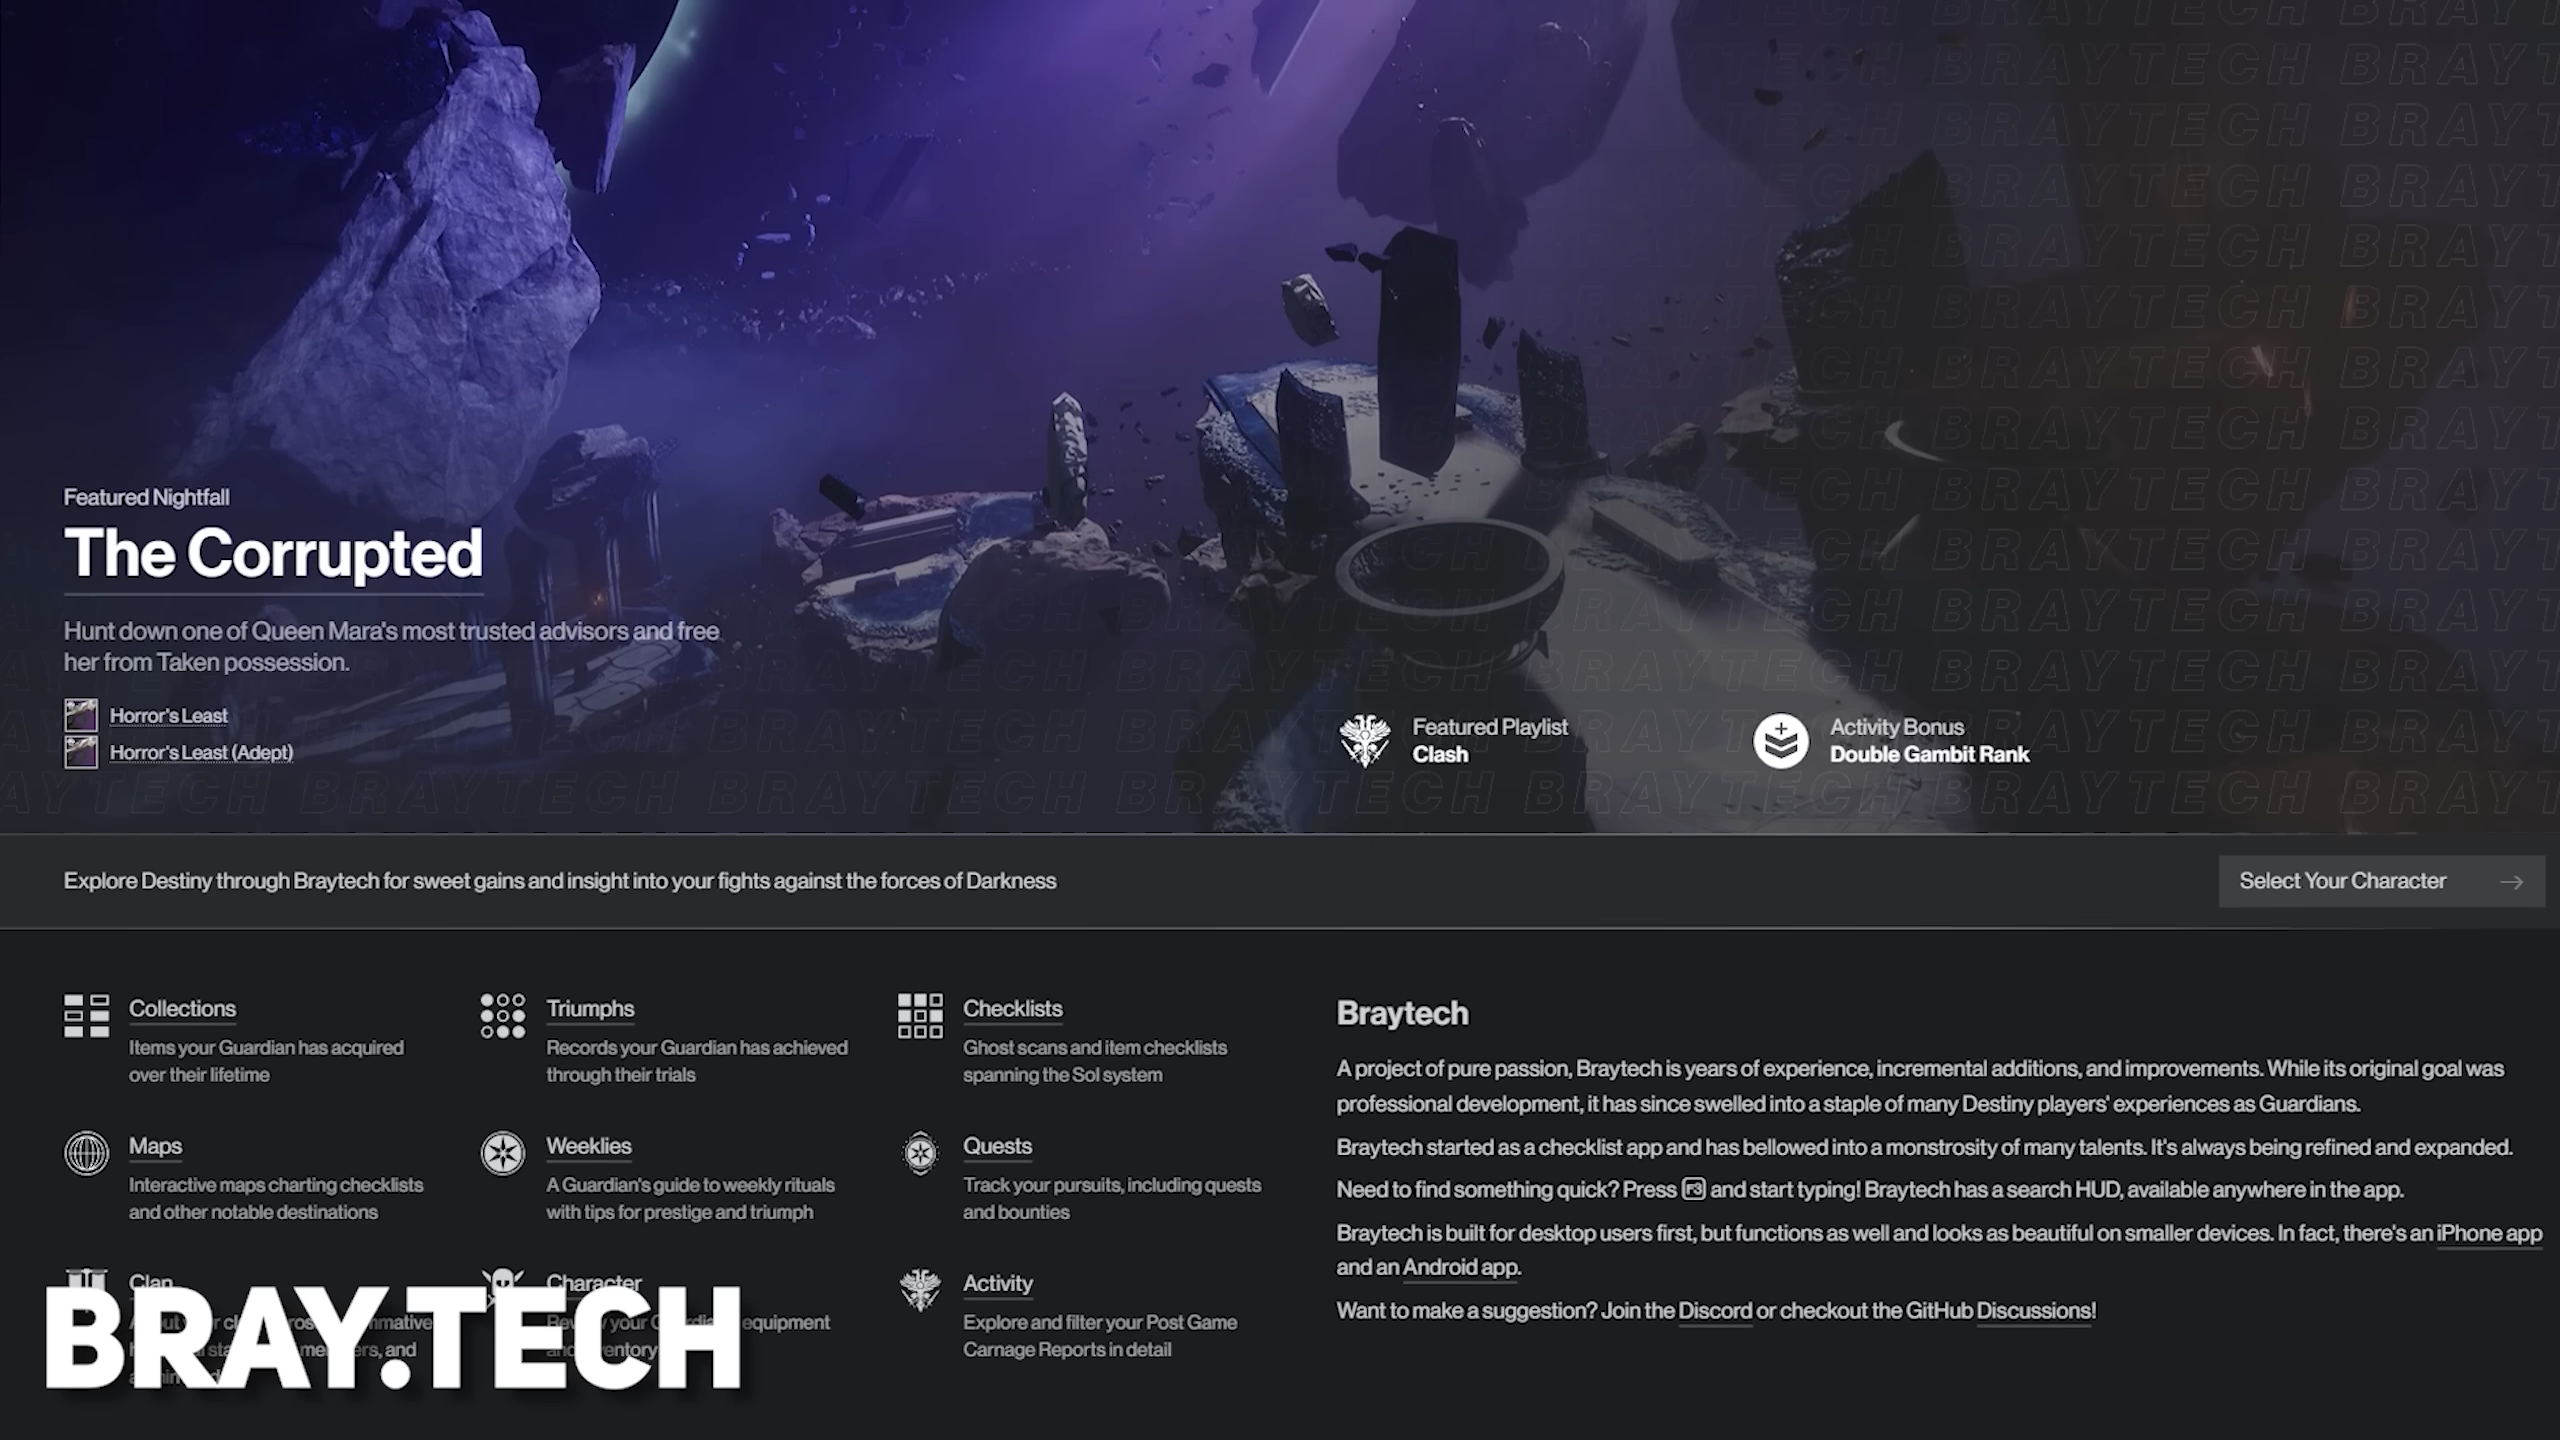 Featured Nightfall
The Corrupted
Hunt down one of Queen Mara's most trusted advisors and free
her from Taken possession.
Horror's Least
Horror's Least (Adept)
Featured Playlist
Clash
Activity Bonus
Double Gambit Rank
Explore Destiny through Braytech for sweet gains and insight into your fights against the forces of Darkness
Select Your Character
Collections
Items your Guardian has acquired
over their lifetime
Triumphs
Records your Guardian has achieved
through their trials
Checklists
Ghost scans and item checklists
spanning the Sol system
Maps
Interactive maps charting checklists
and other notable destinations
Weeklies
A Guardian's guide to weekly rituals
with tips for prestige and triumph
Quests
Track your pursuits, including quests
and bounties
Clan
Character
equipment
Activity
Explore and filter your Post Game
Carnage Reports in detail
Braytech
A project of pure passion, Braytech is years of experience, incremental additions, and improvements. While its original goal was
professional development, it has since swelled into a staple of many Destiny players' experiences as Guardians.
Braytech started as a checklist app and has bellowed into a monstrosity of many talents. It's always being refined and expanded.
Need to find something quick? Press F3 and start typing! Braytech has a search HUD, available anywhere in the app.
Braytech is built for desktop users first, but functions as well and looks as beautiful on smaller devices. In fact, there's an iPhone app
and an Android app.
Want to make a suggestion? Join the Discord or checkout the GitHub Discussions!
BRAY.TECH